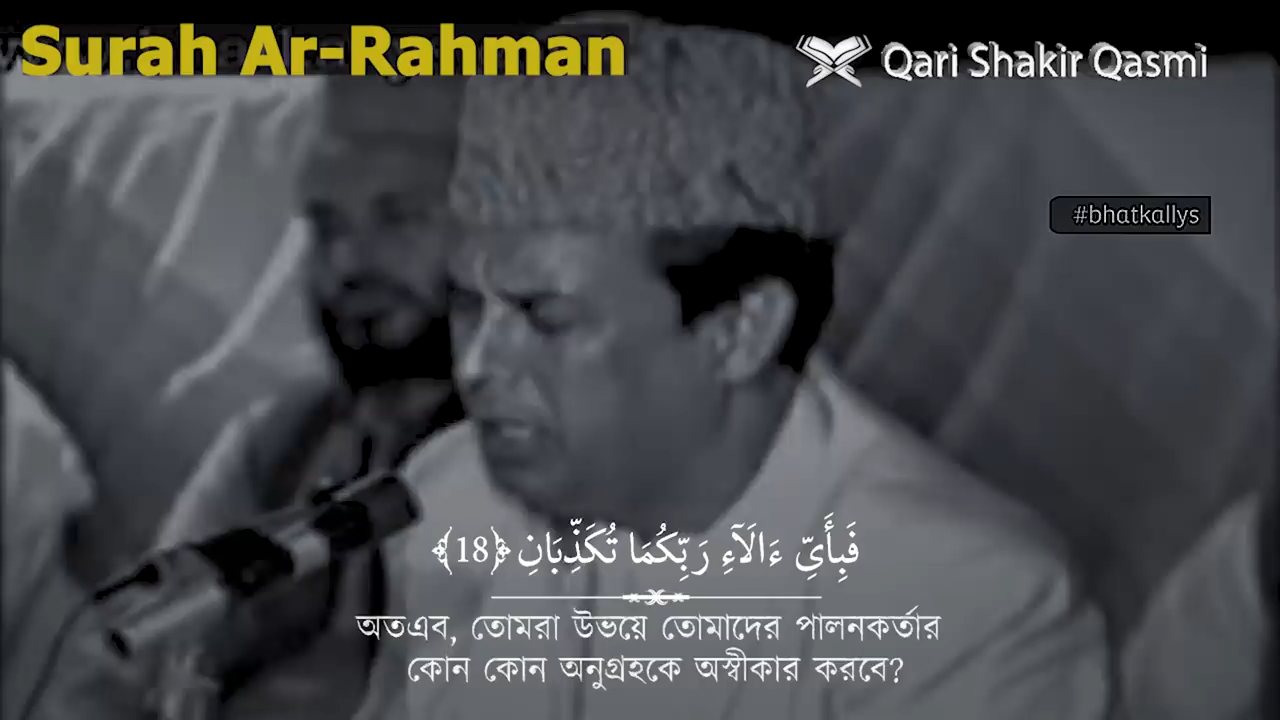 Surah Ar-Rahman
Qari Shakir Qasmi
#bhatkallys
فَبِأَيِّ ءَالَآءِ رَبِّكُمَا تُكَذِّبَانِ ﴿18﴾
অতএব, তোমরা উভয়ে তোমাদের পালনকর্তার
কোন কোন অনুগ্রহকে অস্বীকার করবে?